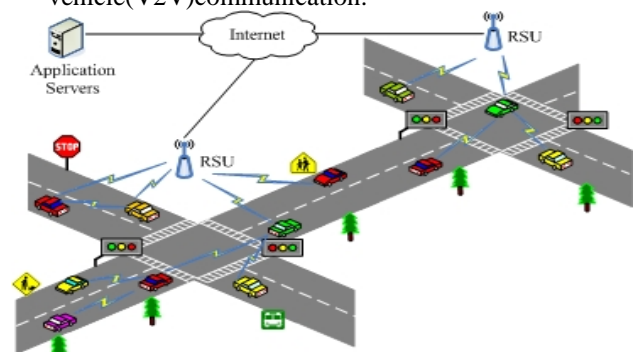 vehicle(V2V)communication.
Internet
RSU
Application
Servers
STOP
RSU